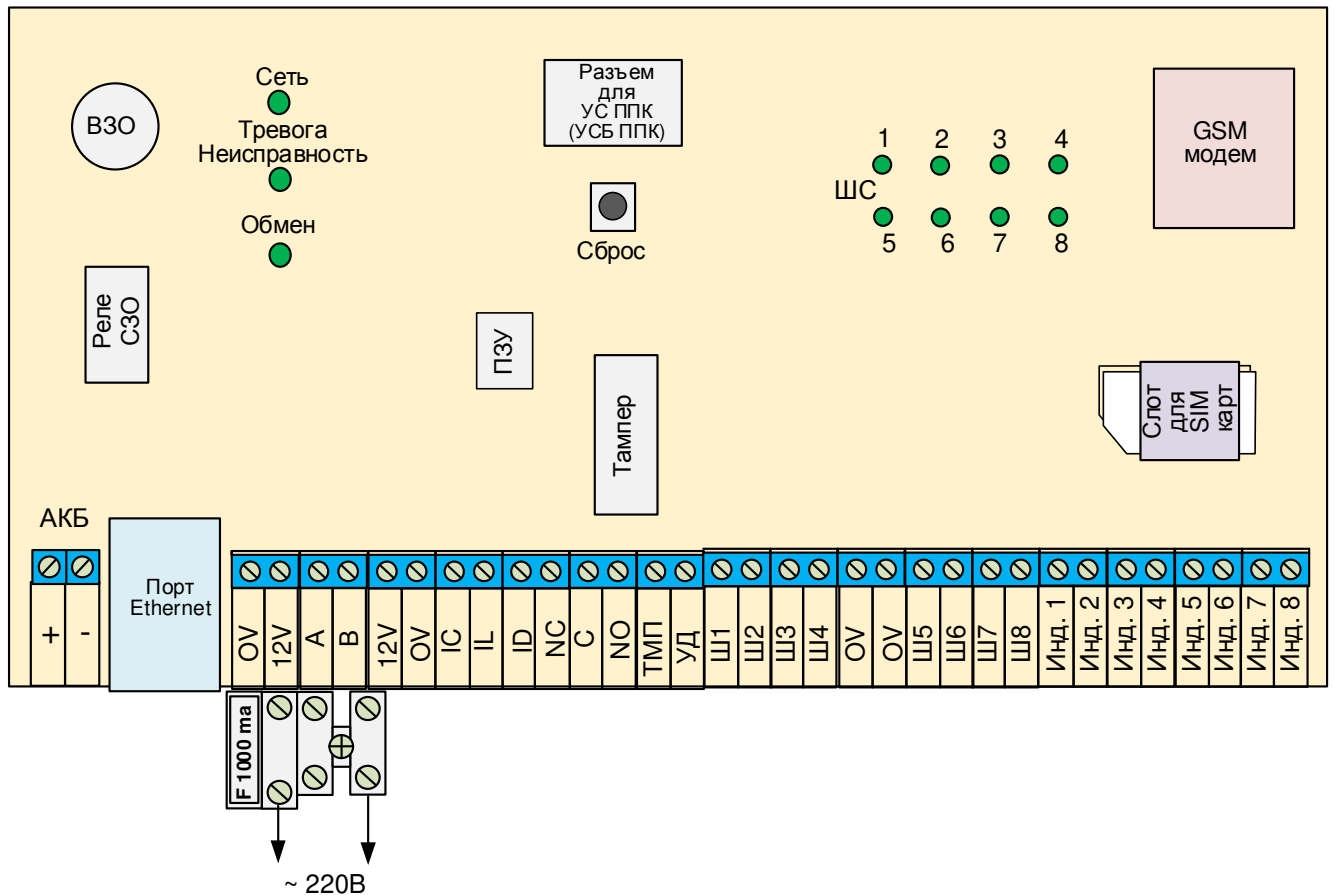 Сеть
Тревога
Неисправность
Обмен
ВЗО
Реле
СЗО
Разъем
для
УС ППК
(УСБ ППК)
Сброс
ПЗУ
Тампер
1 2 3 4
ШС
5 6 7 8
GSM
модем
Слот
для
SIM
карт
АКБ
+ -
Порт
Ethernet
OV 12V A B 12V OV IC IL ID NC C NO ТМП УД Ш1 Ш2 Ш3 Ш4 OV OV Ш5 Ш6 Ш7 Ш8 Инд. 1 Инд. 2 Инд. 3 Инд. 4 Инд. 5 Инд. 6 Инд. 7 Инд. 8
F 1000 ma
~ 220В